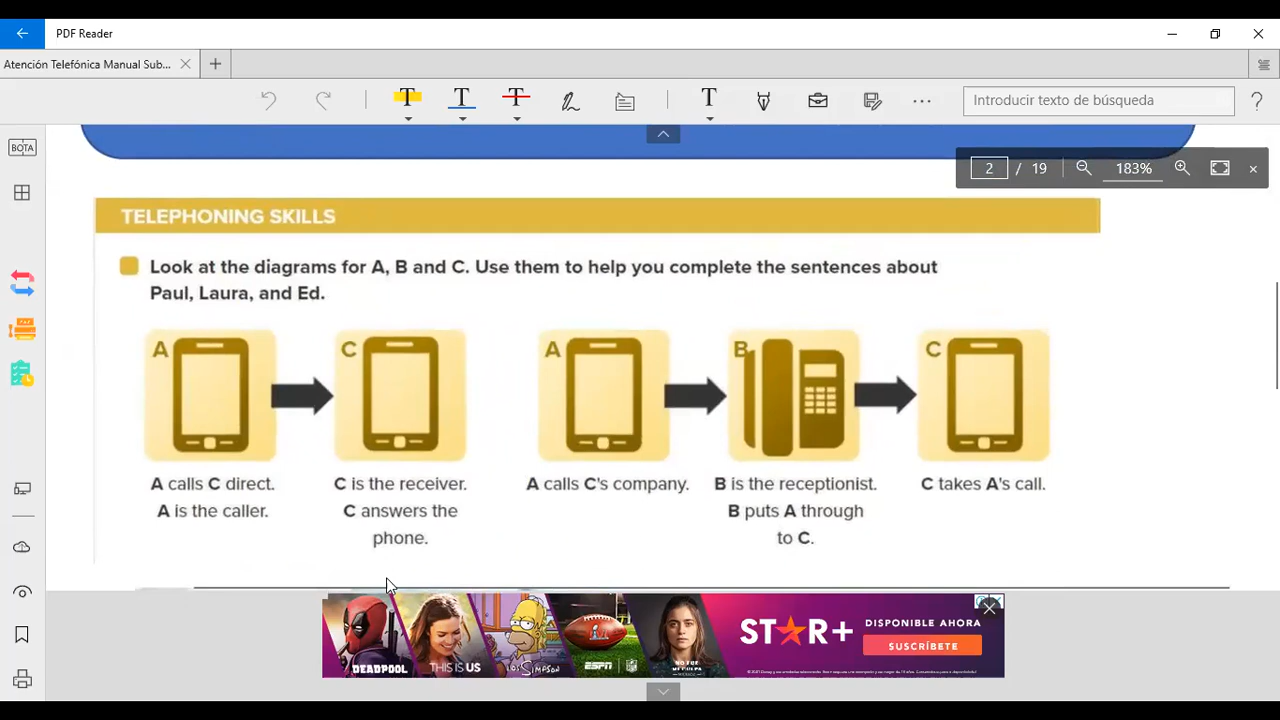 PDF Reader
Atención Telefónica Manual Sub...
Introducir texto de búsqueda
BOTA
2 / 19 183%
TELEPHONING SKILLS
Look at the diagrams for A, B and C. Use them to help you complete the sentences about
Paul, Laura, and Ed.
A C A B C
A calls C direct.
A is the caller.
C is the receiver.
C answers the
phone.
A calls C's company.
B is the receptionist.
B puts A through
to C.
C takes A's call.
DEADPOOL
THIS IS US
LOS SIMPSON
ESPN
NFL
STAR+
DISPONIBLE AHORA
SUSCRÍBETE